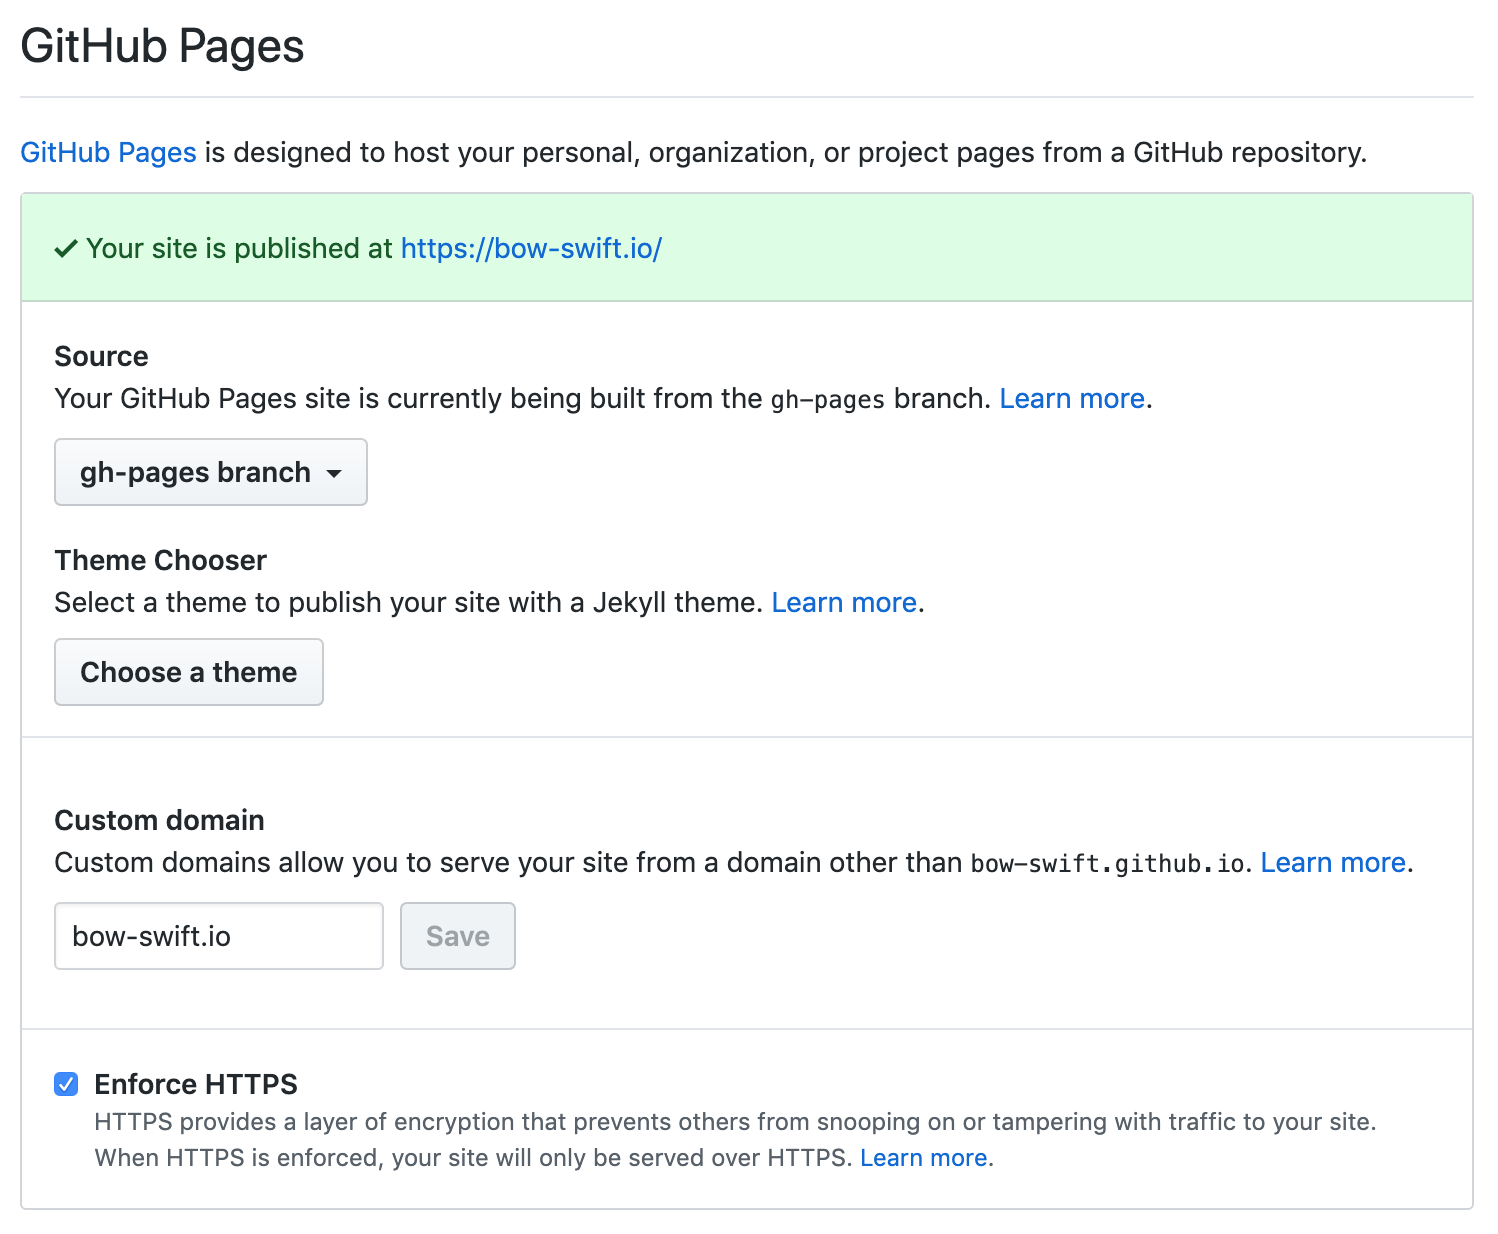 GitHub Pages
GitHub Pages is designed to host your personal, organization, or project pages from a GitHub repository.
Your site is published at https://bow-swift.io/
Source
Your GitHub Pages site is currently being built from the gh-pages branch. Learn more.
gh-pages branch
Theme Chooser
Select a theme to publish your site with a Jekyll theme. Learn more.
Choose a theme
Custom domain
Custom domains allow you to serve your site from a domain other than bow-swift.github.io. Learn more.
bow-swift.io Save
Enforce HTTPS
HTTPS provides a layer of encryption that prevents others from snooping on or tampering with traffic to your site.
When HTTPS is enforced, your site will only be served over HTTPS. Learn more.